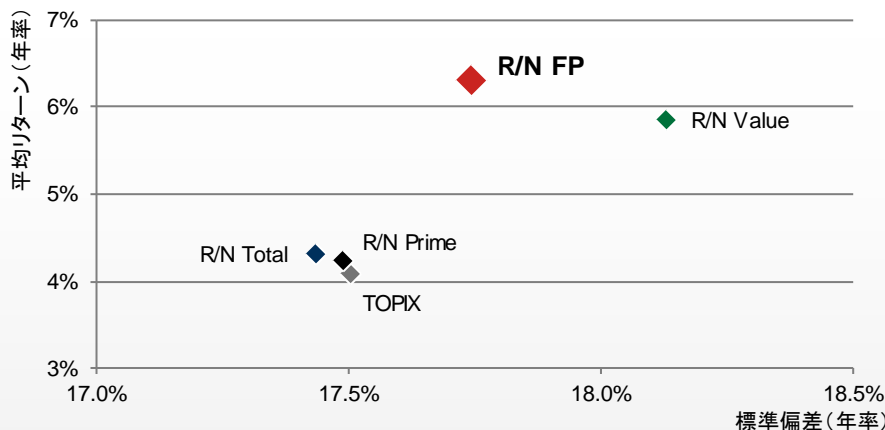 平均リターン（年率）
7%
6%
5%
4%
3%
R/N FP
R/N Value
R/N Total
R/N Prime
TOPIX
17.0%
17.5%
18.0%
18.5%
標準偏差（年率）